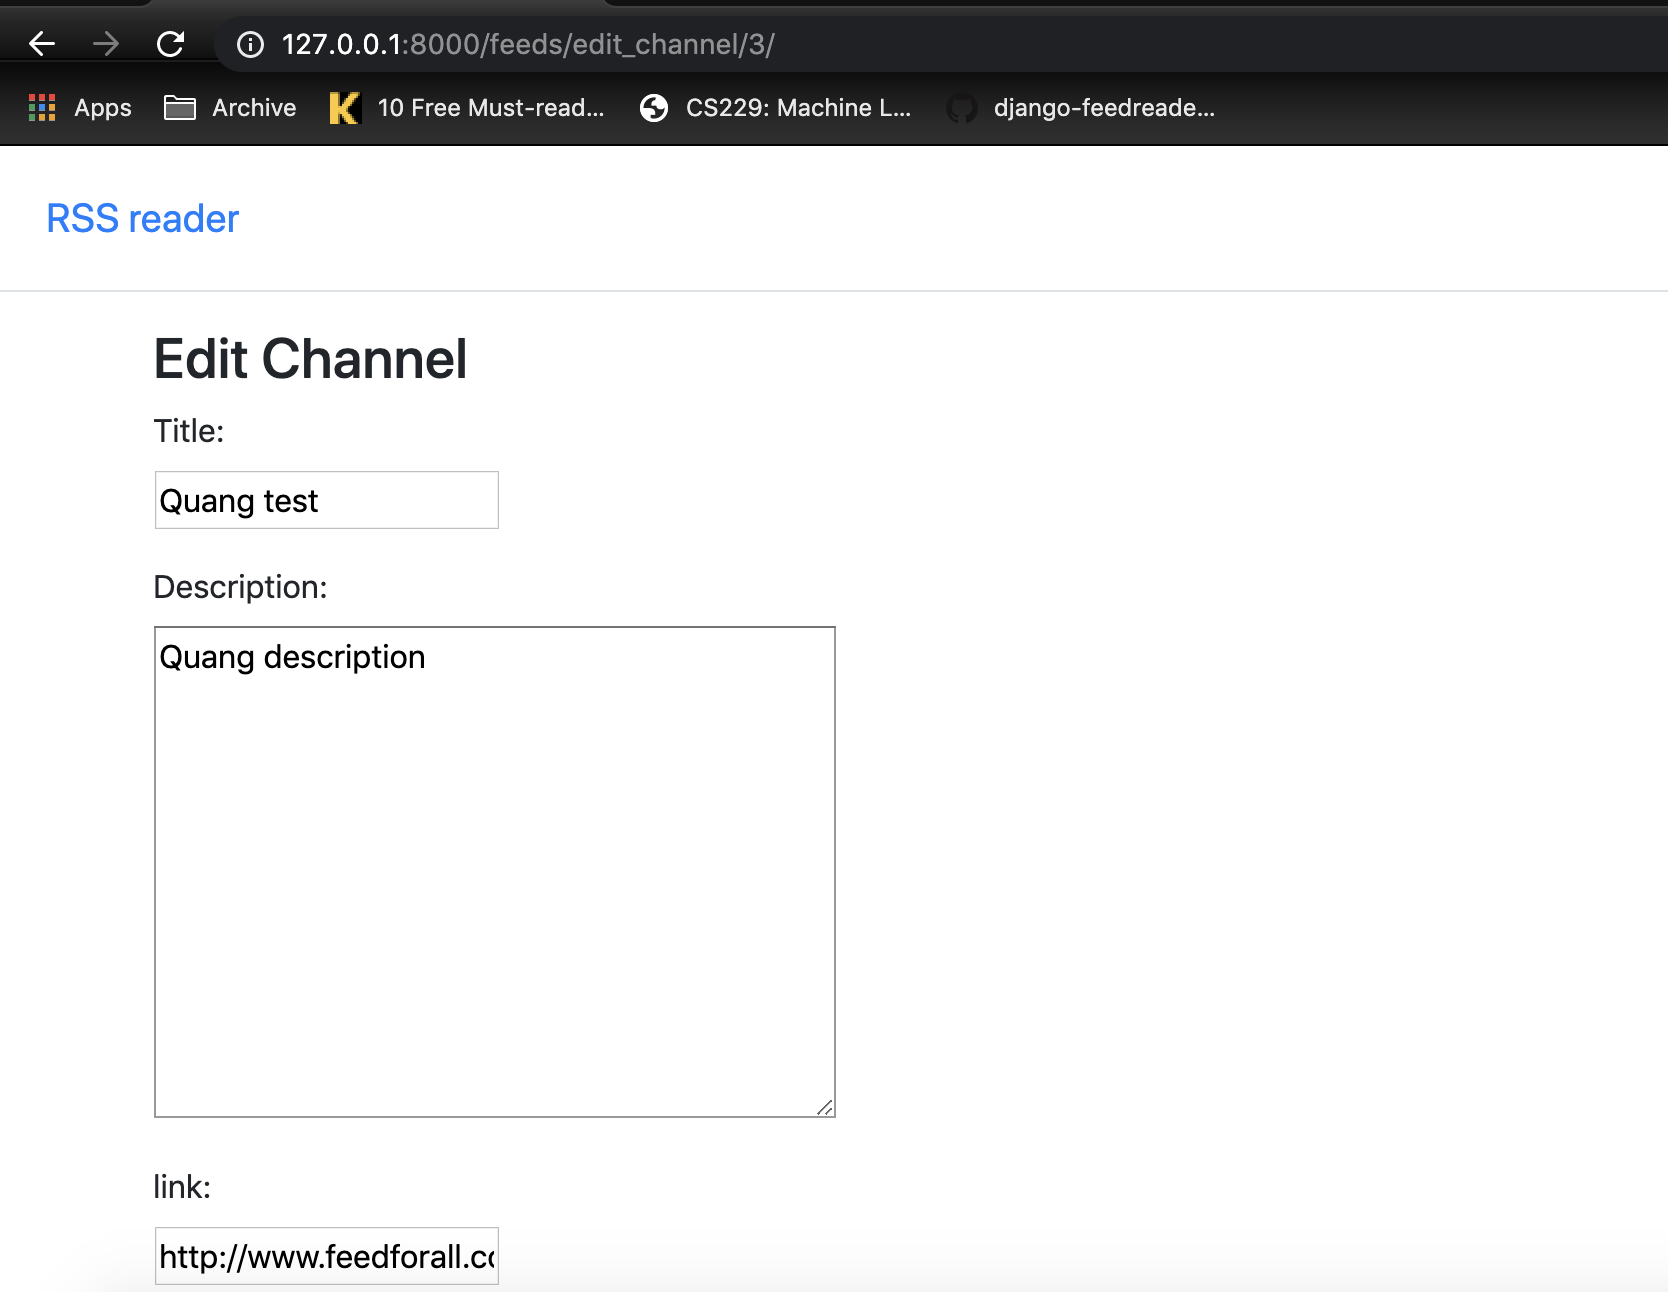 127.0.0.1:8000/feeds/edit_channel/3/
Apps Archive 10 Free Must-read... CS229: Machine L... django-feedreade...
RSS reader
Edit Channel
Title:
Quang test
Description:
Quang description
link:
http://www.feedforall.co